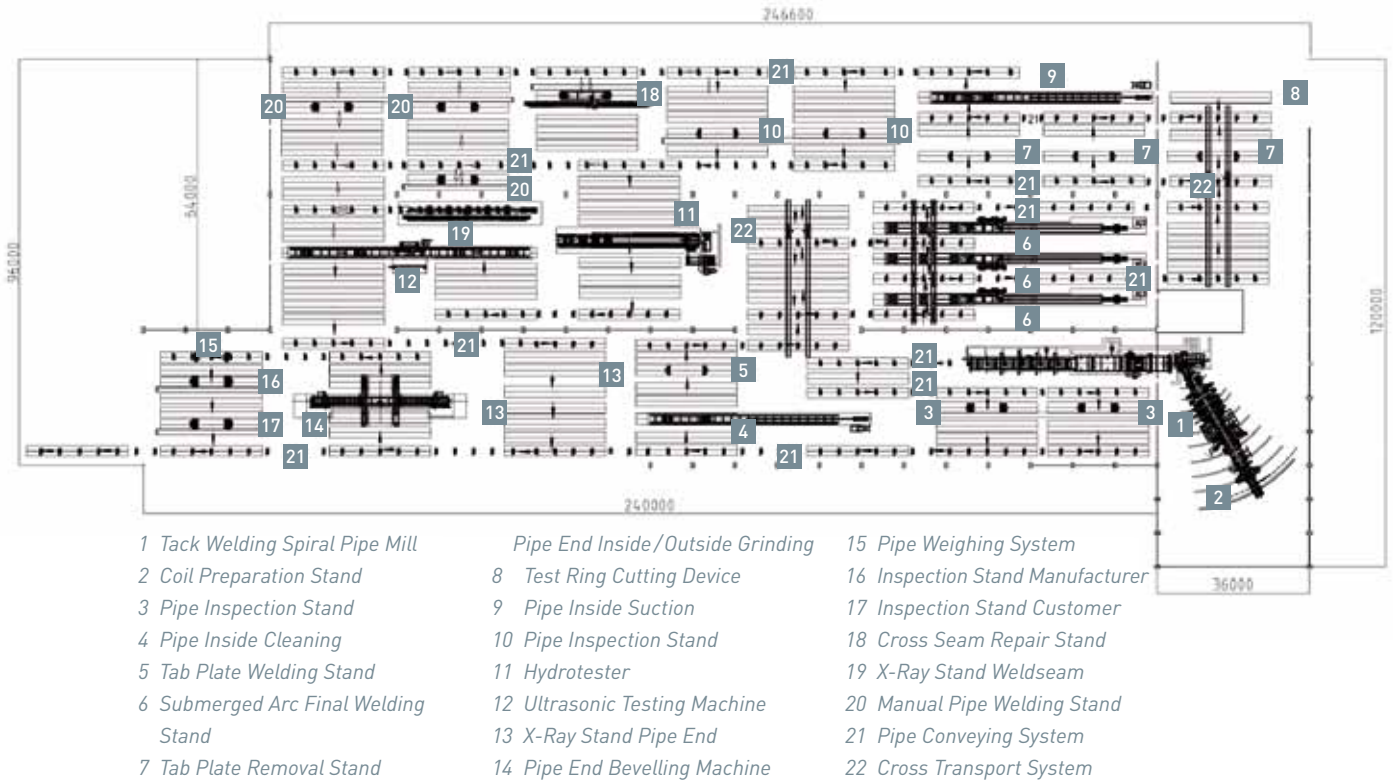 246600
9
21
18
8
20
20
10
10
7
7
7
21
20
21
22
54000
11
21
22
19
6
96000
12
6
21
120000
6
15
21
21
5
16
13
21
36000
3
3
13
14
17
4
1
21
21
2
240000
1 Tack Welding Spiral Pipe Mill
2 Coil Preparation Stand
3 Pipe Inspection Stand
4 Pipe Inside Cleaning
5 Tab Plate Welding Stand
6 Submerged Arc Final Welding
Stand
7 Tab Plate Removal Stand
Pipe End Inside/Outside Grinding
8 Test Ring Cutting Device
9 Pipe Inside Suction
10 Pipe Inspection Stand
11 Hydrotester
12 Ultrasonic Testing Machine
13 X-Ray Stand Pipe End
14 Pipe End Bevelling Machine
15 Pipe Weighing System
16 Inspection Stand Manufacturer
17 Inspection Stand Customer
18 Cross Seam Repair Stand
19 X-Ray Stand Weldseam
20 Manual Pipe Welding Stand
21 Pipe Conveying System
22 Cross Transport System